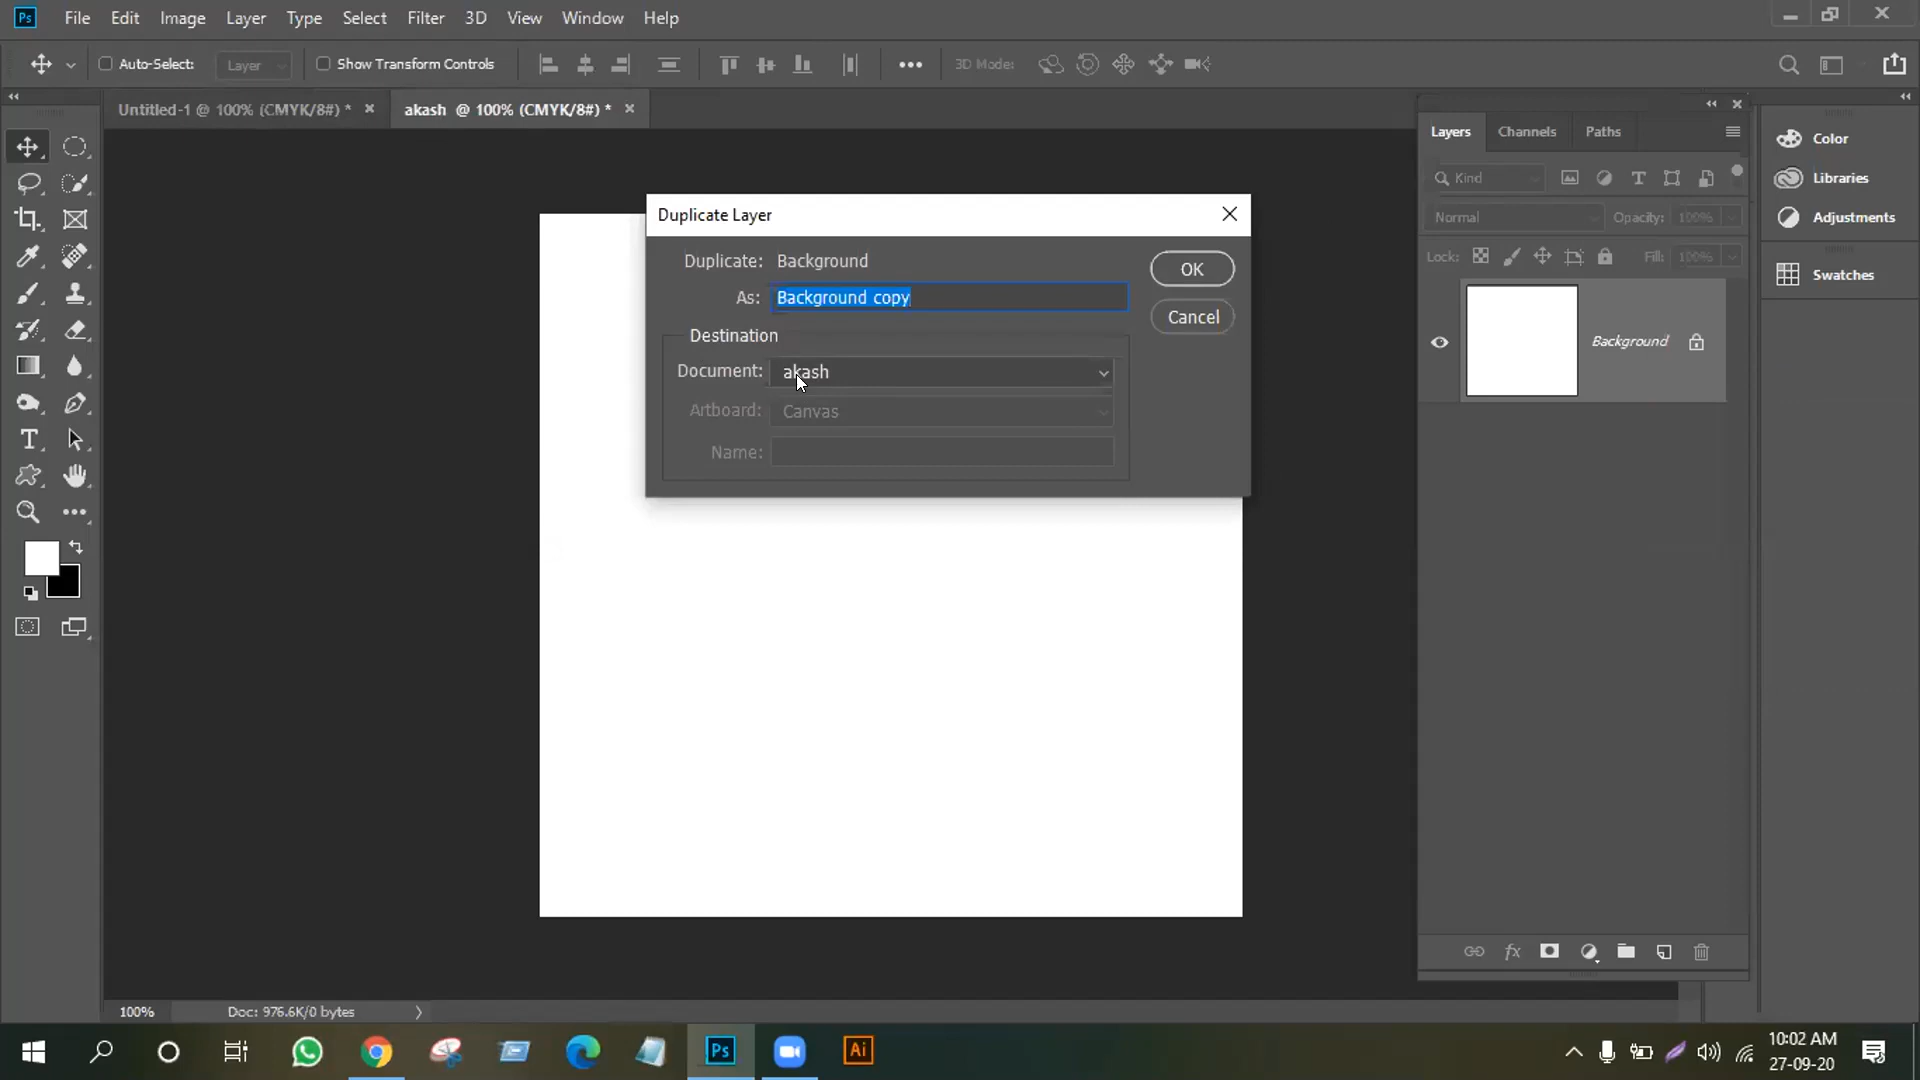 Ps File Edit Image Layer Type Select Filter 3D View Window Help
Auto-Select: Layer Show Transform Controls 3D Mode:
Untitled-1 @ 100% (CMYK/8#) * akash @ 100% (CMYK/8#) *
Layers Channels Paths
Kind
Normal Opacity: 100%
Lock: Fill: 100%
Background
Color
Libraries
Adjustments
Swatches
Duplicate Layer
Duplicate: Background
As: Background copy
OK
Cancel
Destination
Document: akash
Artboard: Canvas
Name:
fx
100% Doc: 976.6K/0 bytes
Ps Ai
10:02 AM
27-09-20